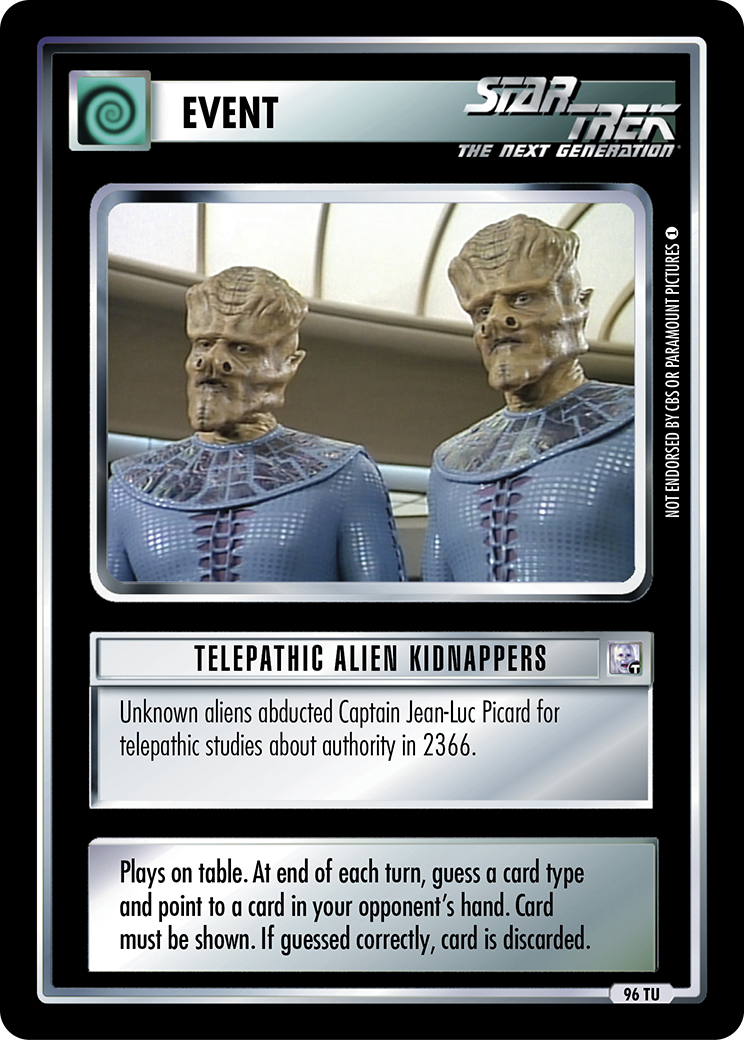 EVENT
STAR TREK
THE NEXT GENERATION
NOT ENDORSED BY CBS OR PARAMOUNT PICTURES 1
TELEPATHIC ALIEN KIDNAPPERS
T
Unknown aliens abducted Captain Jean-Luc Picard for
telepathic studies about authority in 2366.
Plays on table. At end of each turn, guess a card type
and point to a card in your opponent's hand. Card
must be shown. If guessed correctly, card is discarded.
96 TU